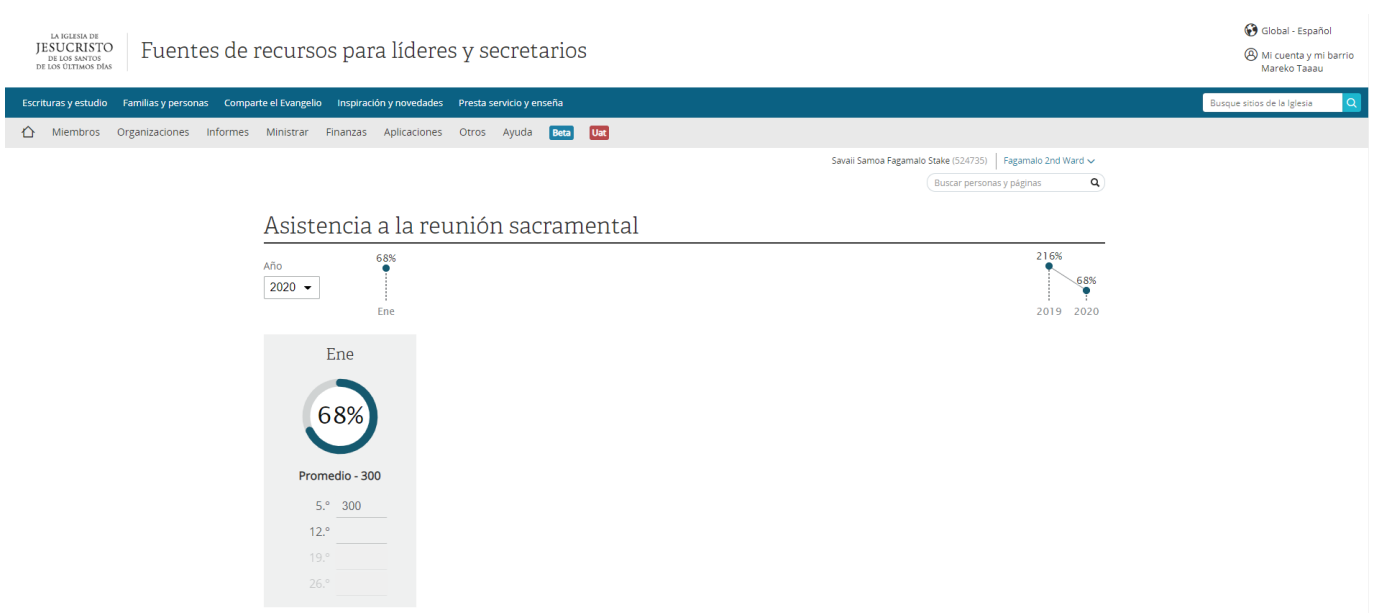 LA IGLESIA DE
JESUCRISTO
DE LOS SANTOS
DE LOS ÚLTIMOS DÍAS
Fuentes de recursos para líderes y secretarios
Global - Español
Mi cuenta y mi barrio
Mareko Taaau
Escrituras y estudio Familias y personas Comparte el Evangelio Inspiración y novedades Presta servicio y enseña
Busque sitios de la Iglesia
Miembros Organizaciones Informes Ministrar Finanzas Aplicaciones Otros Ayuda Beta Uat
Savaii Samoa Fagamalo Stake (524735) Fagamalo 2nd Ward
Buscar personas y páginas
Asistencia a la reunión sacramental
Año
2020
68%
Ene
216%
68%
2019 2020
Ene
68%
Promedio - 300
5.º 300
12.º
19.º
26.º